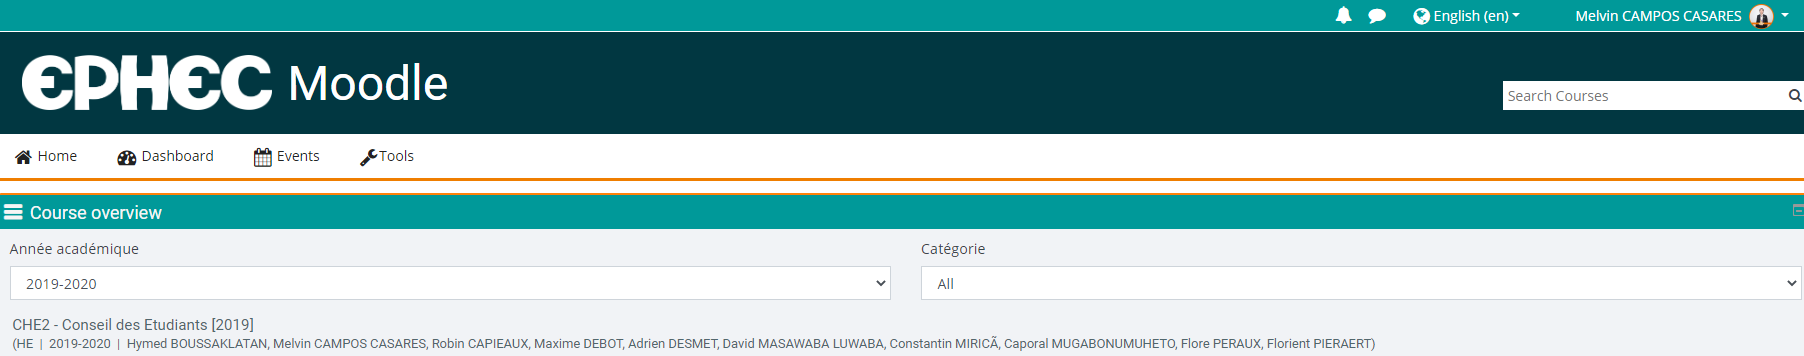 English (en)
Melvin CAMPOS CASARES
EPHEC Moodle
Search Courses
Home
Dashboard
Events
Tools
Course overview
Année académique
Catégorie
2019-2020
All
CHE2 - Conseil des Etudiants [2019]
(HE | 2019-2020 | Hymed BOUSSAKLATAN, Melvin CAMPOS CASARES, Robin CAPIEAUX, Maxime DEBOT, Adrien DESMET, David MASAWABA LUWABA, Constantin MIRICÃ, Caporal MUGABONUMUHETO, Flore PERAUX, Florient PIERAERT)